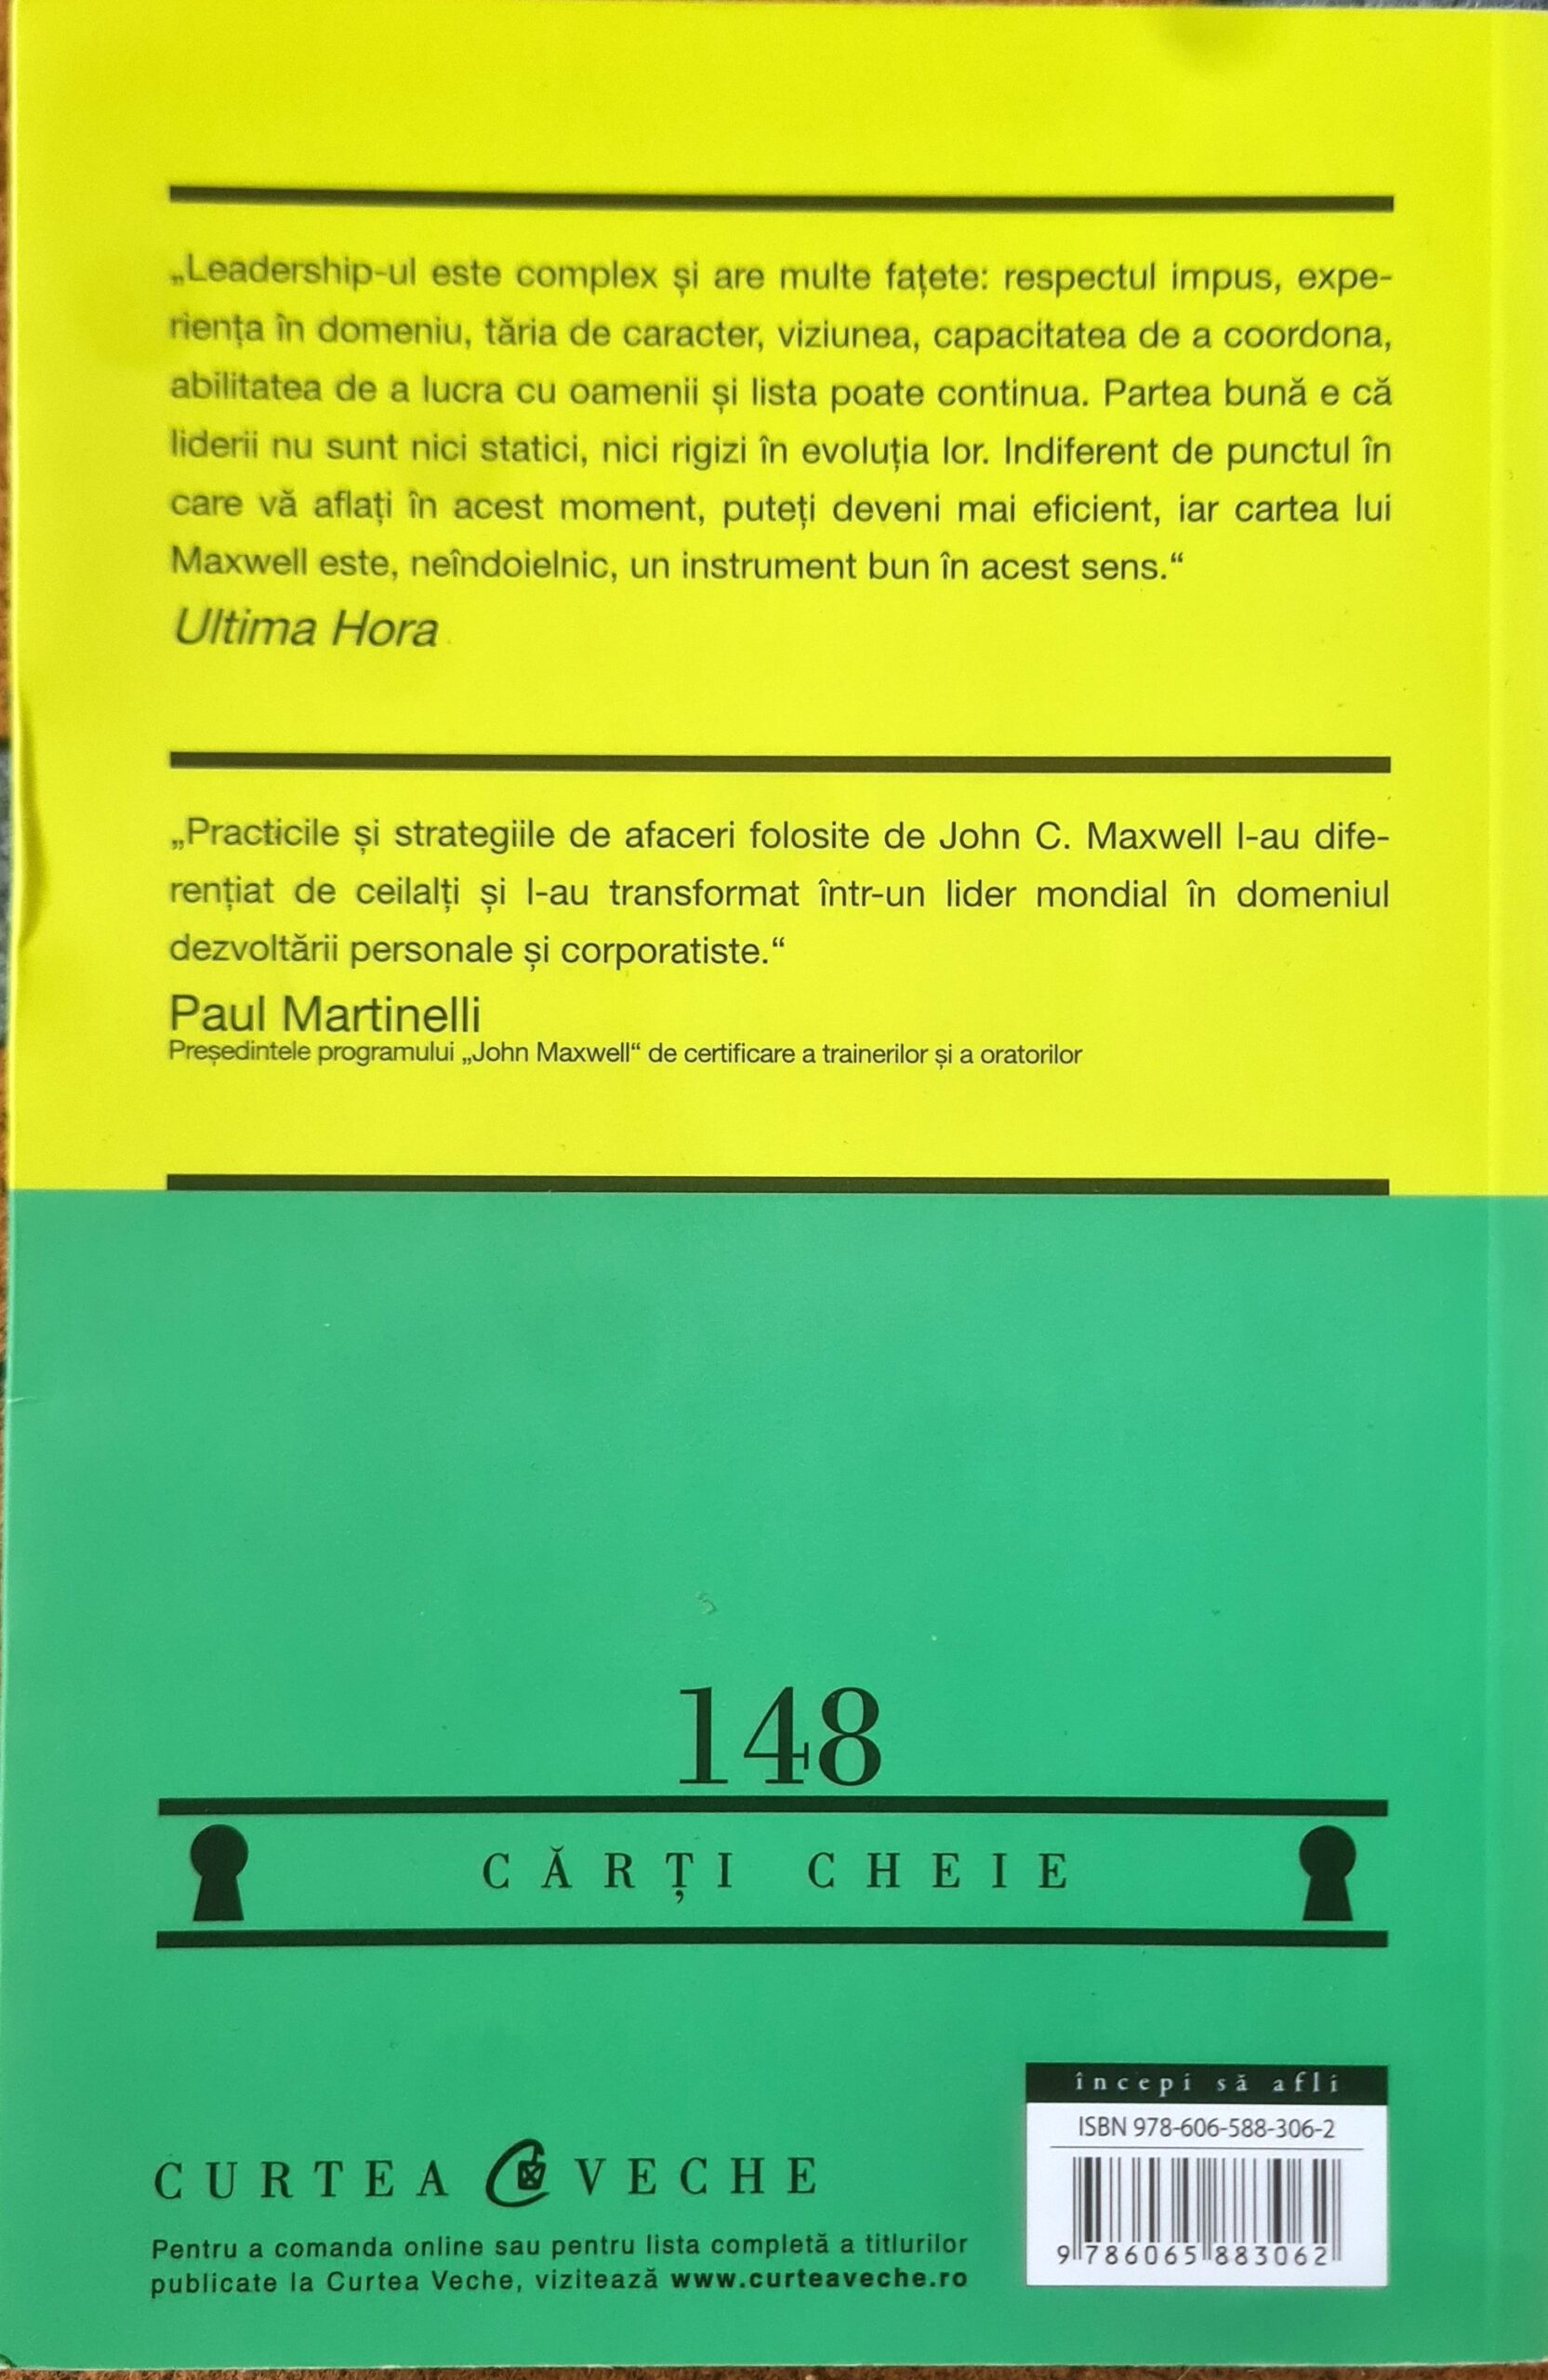 „Leadership-ul este complex și are multe fațete: respectul impus, expe-
riența în domeniu, tăria de caracter, viziunea, capacitatea de a coordona,
abilitatea de a lucra cu oamenii și lista poate continua. Partea bună e că
liderii nu sunt nici statici, nici rigizi în evoluția lor. Indiferent de punctul în
care vă aflați în acest moment, puteți deveni mai eficient, iar cartea lui
Maxwell este, neîndoielnic, un instrument bun în acest sens.“
Ultima Hora
„Practicile și strategiile de afaceri folosite de John C. Maxwell l-au dife-
rențiat de ceilalți și l-au transformat într-un lider mondial în domeniul
dezvoltării personale și corporatiste.“
Paul Martinelli
Președintele programului „John Maxwell“ de certificare a trainerilor și a oratorilor
148
CĂRȚI CHEIE
începi să afli
ISBN 978-606-588-306-2
9 786065 883062
CURTEA VECHE
Pentru a comanda online sau pentru lista completă a titlurilor
publicate la Curtea Veche, vizitează www.curteaveche.ro